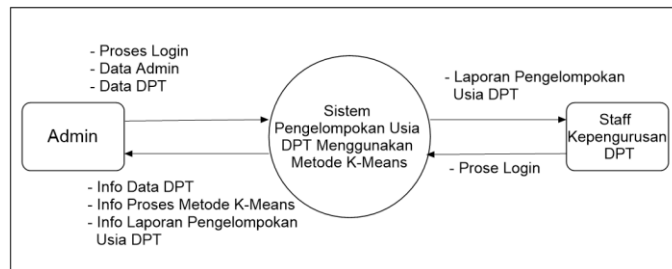 - Proses Login
- Data Admin
- Data DPT
Admin
- Info Data DPT
- Info Proses Metode K-Means
- Info Laporan Pengelompokan
Usia DPT
Sistem
Pengelompokan Usia
DPT Menggunakan
Metode K-Means
- Laporan Pengelompokan
Usia DPT
Staff
Kepengurusan
DPT
- Prose Login